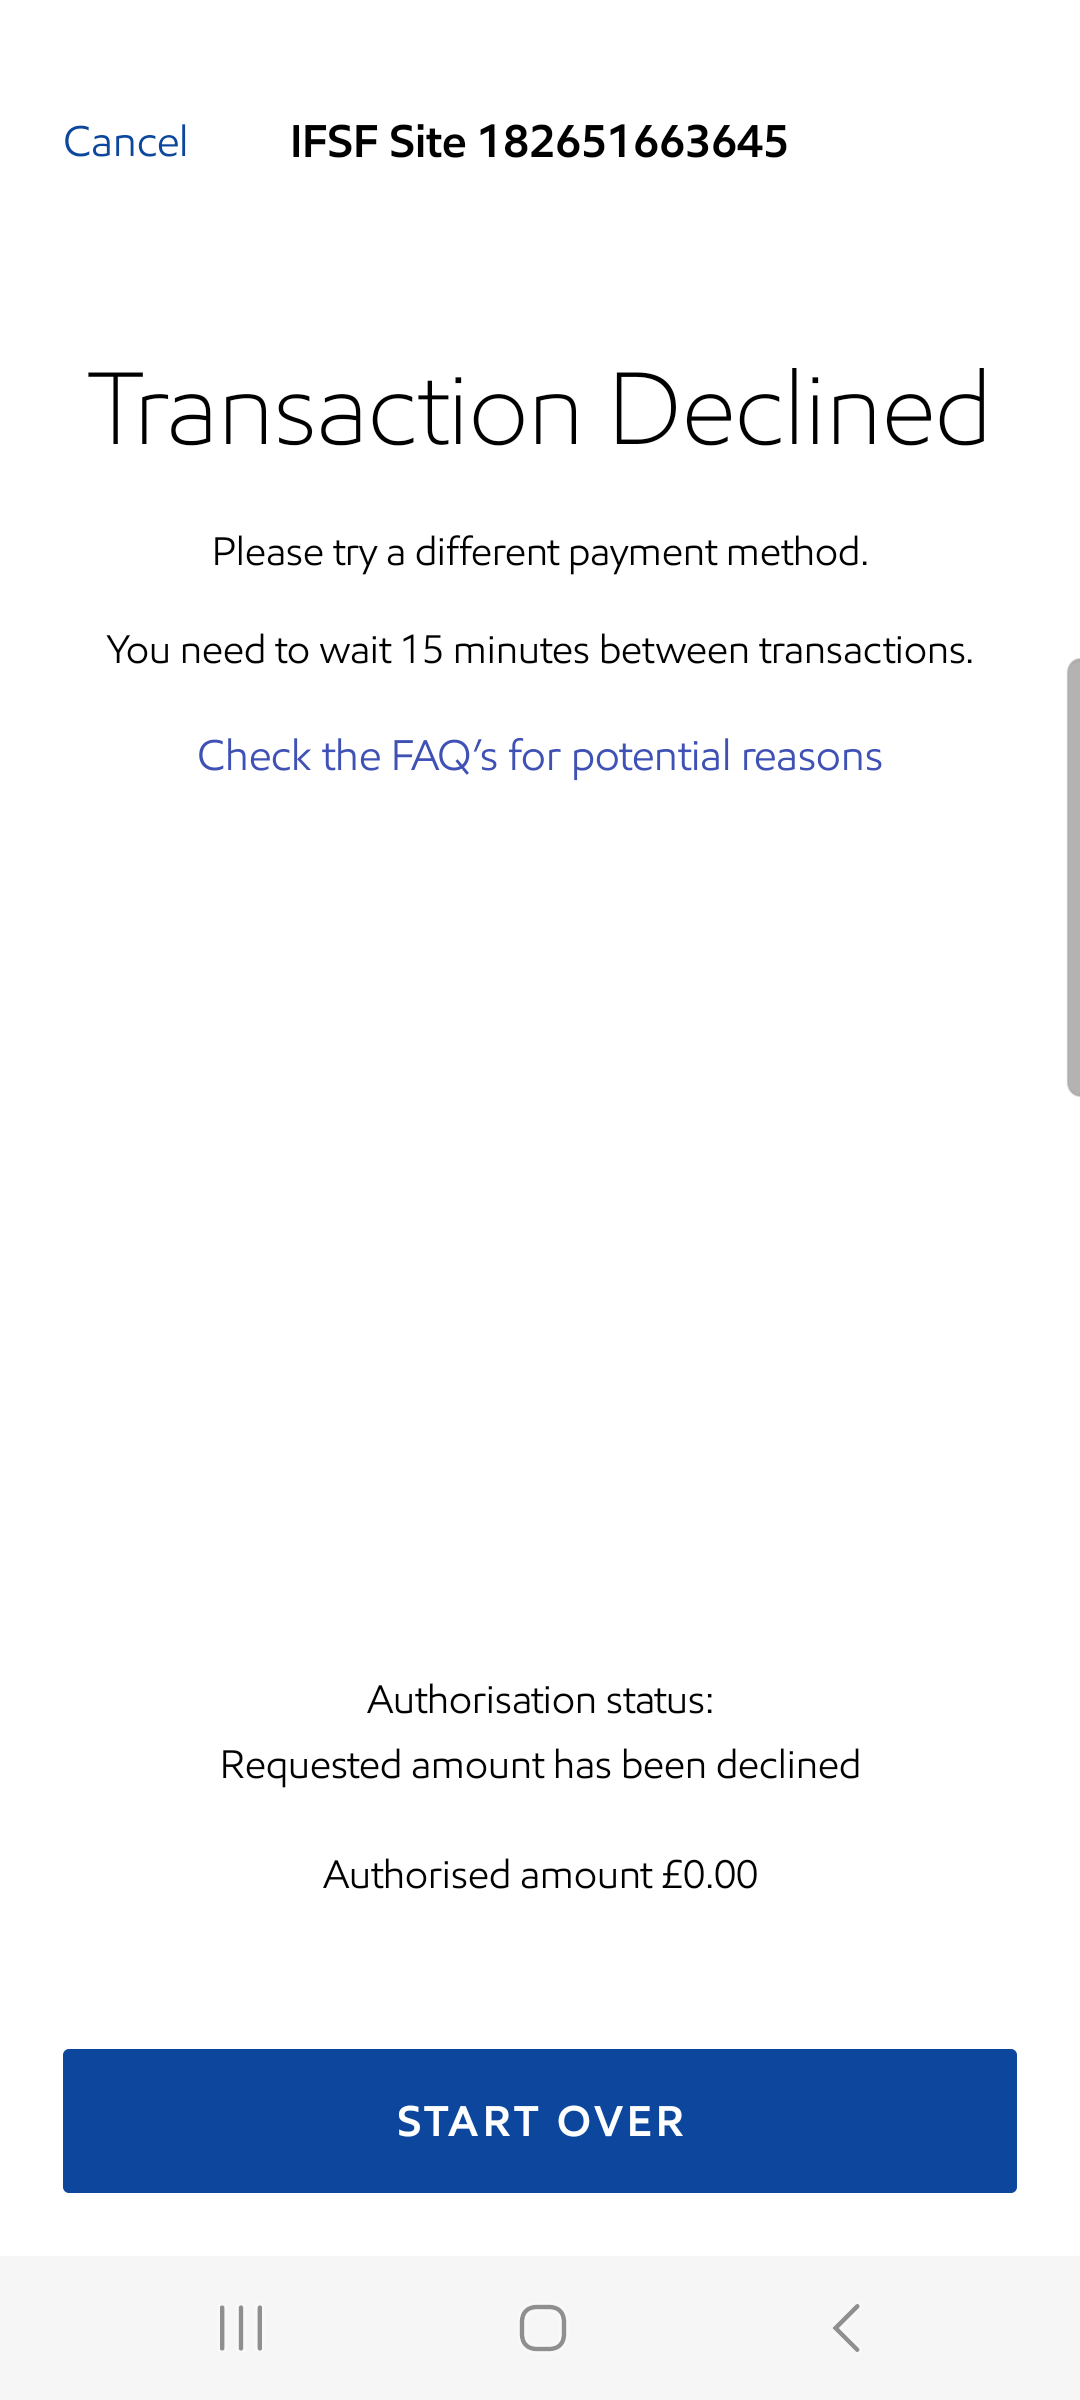 Cancel IFSF Site 182651663645
Transaction Declined
Please try a different payment method.
You need to wait 15 minutes between transactions.
Check the FAQ’s for potential reasons
Authorisation status:
Requested amount has been declined
Authorised amount £0.00
START OVER